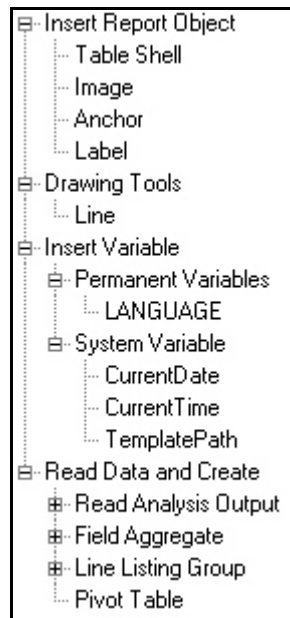 Insert Report Object
Table Shell
Image
Anchor
Label
Drawing Tools
Line
Insert Variable
Permanent Variables
LANGUAGE
System Variable
CurrentDate
CurrentTime
TemplatePath
Read Data and Create
Read Analysis Output
Field Aggregate
Line Listing Group
Pivot Table